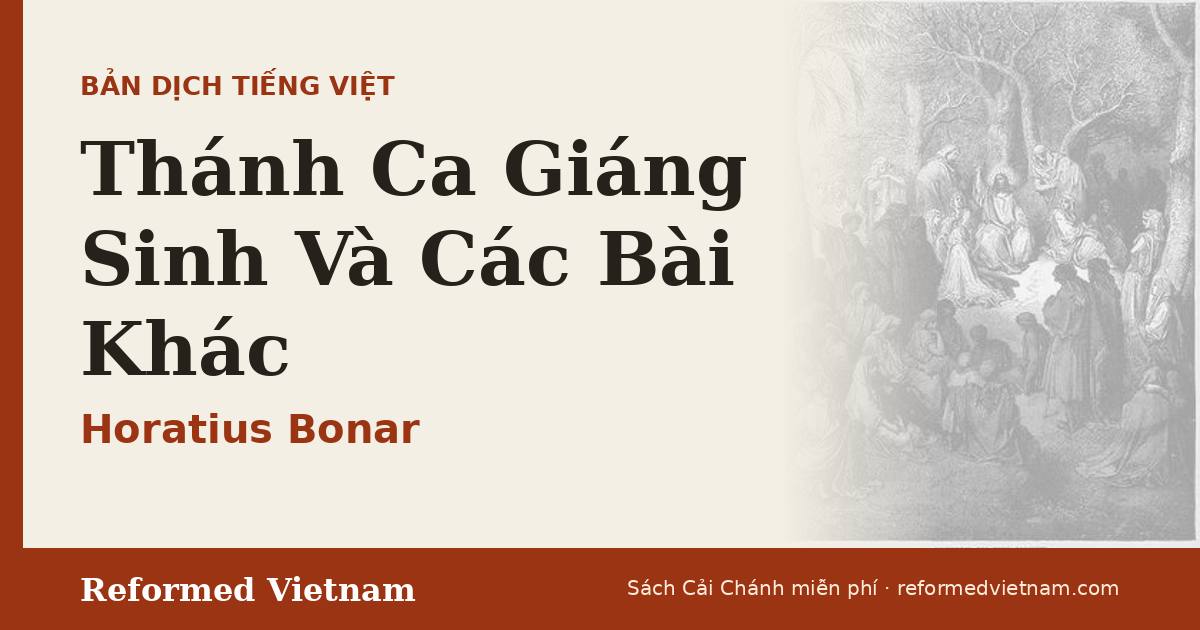 BẢN DỊCH TIẾNG VIỆT
Thánh Ca Giáng
Sinh Và Các Bài
Khác
Horatius Bonar
Reformed Vietnam
Sách Cải Chánh miễn phí · reformedvietnam.com